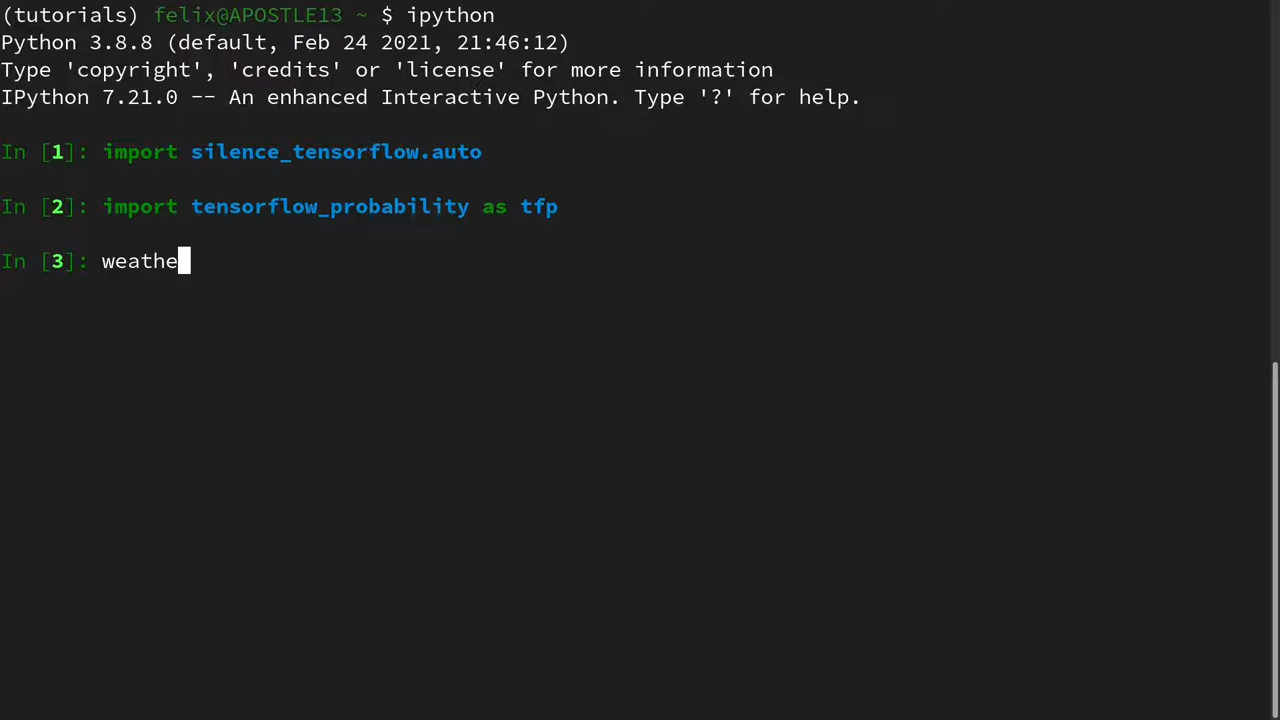 (tutorials) felix@APOSTLE13 ~ $ ipython
Python 3.8.8 (default, Feb 24 2021, 21:46:12)
Type 'copyright', 'credits' or 'license' for more information
IPython 7.21.0 -- An enhanced Interactive Python. Type '?' for help.
In [1]: import silence_tensorflow.auto
In [2]: import tensorflow_probability as tfp
In [3]: weathe